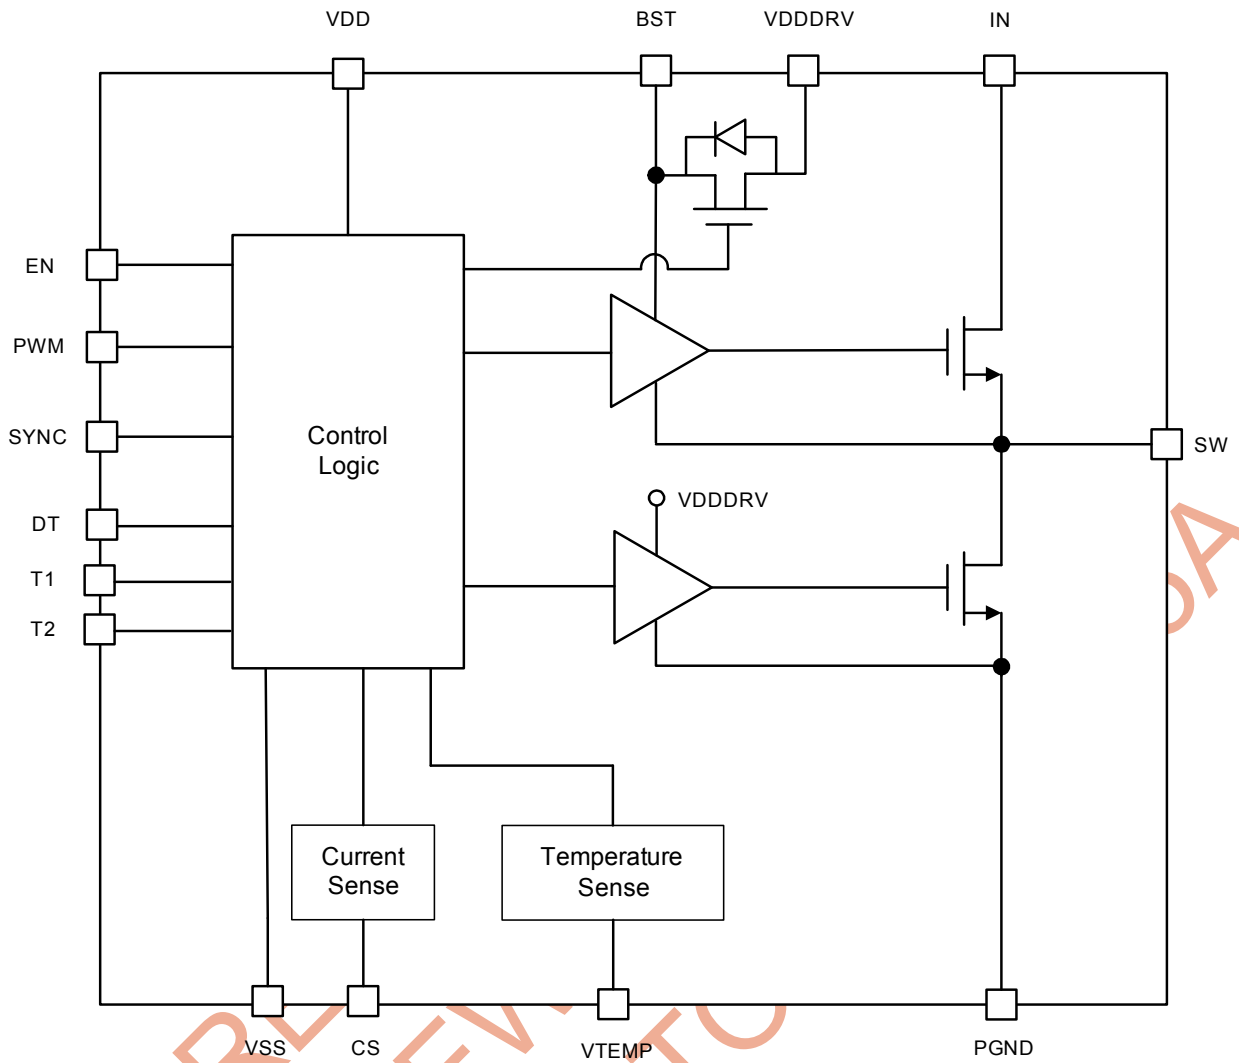 VDD
BST
VDDDRV
IN
EN
PWM
SYNC
DT
T1
T2
Control
Logic
SW
VDDDRV
Current
Sense
Temperature
Sense
VSS
CS
VTEMP
PGND